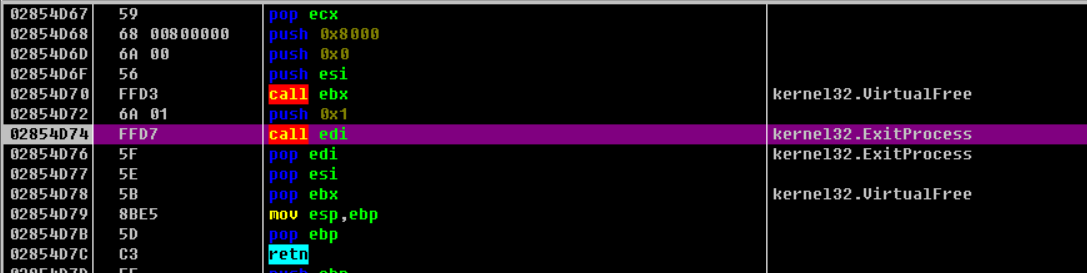 02854D67 59 pop ecx
02854D68 68 00800000 push 0x8000
02854D6D 6A 00 push 0x0
02854D6F 56 push esi
02854D70 FFD3 call ebx kernel32.VirtualFree
02854D72 6A 01 push 0x1
02854D74 FFD7 call edi kernel32.ExitProcess
02854D76 5F pop edi kernel32.ExitProcess
02854D77 5E pop esi
02854D78 5B pop ebx kernel32.VirtualFree
02854D79 8BE5 mov esp,ebp
02854D7B 5D pop ebp
02854D7C C3 retn